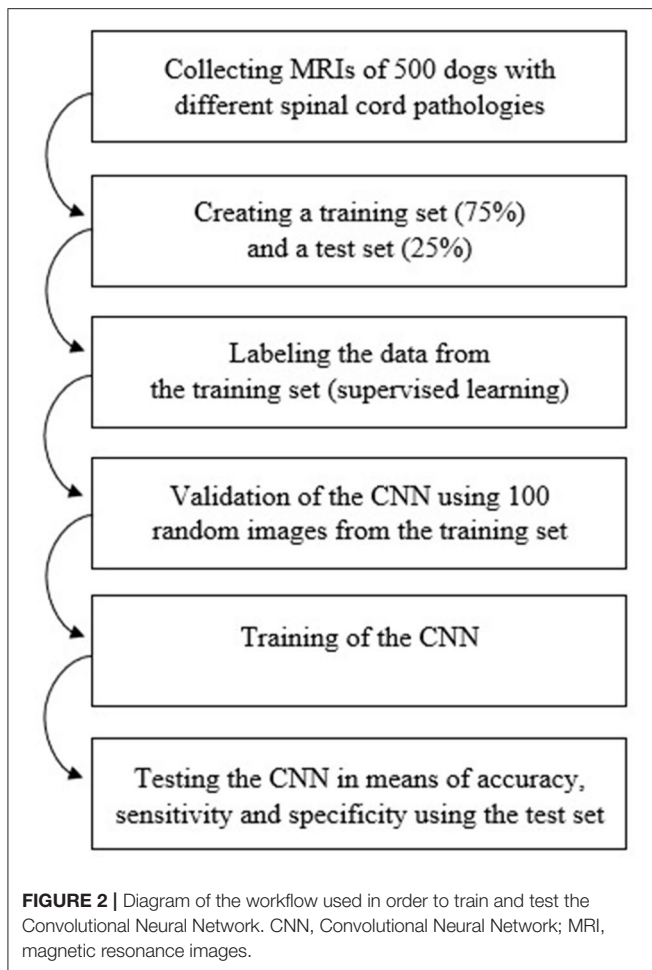 Collecting MRIs of 500 dogs with
different spinal cord pathologies
Creating a training set (75%)
and a test set (25%)
Labeling the data from
the training set (supervised learning)
Validation of the CNN using 100
random images from the training set
Training of the CNN
Testing the CNN in means of accuracy,
sensitivity and specificity using the test set
FIGURE 2 | Diagram of the workflow used in order to train and test the
Convolutional Neural Network. CNN, Convolutional Neural Network; MRI,
magnetic resonance images.